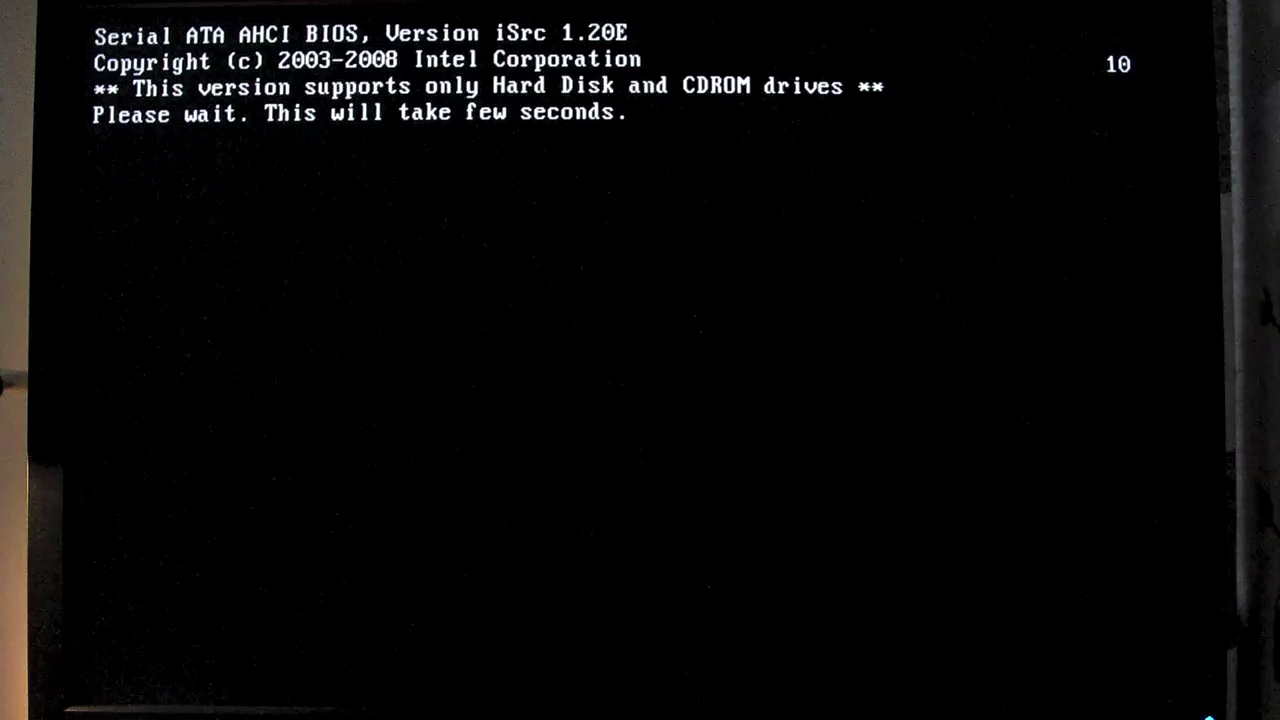 Serial ATA AHCI BIOS, Version iSrc 1.20E
Copyright (c) 2003-2008 Intel Corporation
10
** This version supports only Hard Disk and CDROM drives **
Please wait. This will take few seconds.